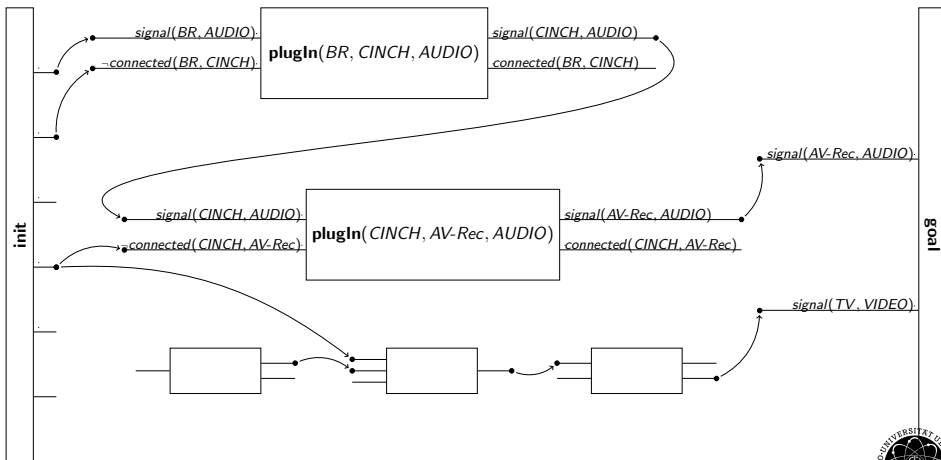 init
signal(BR, AUDIO)
¬connected(BR, CINCH)
plugIn(BR, CINCH, AUDIO)
signal(CINCH, AUDIO)
connected(BR, CINCH)
signal(AV-Rec, AUDIO)
signal(CINCH, AUDIO)
¬connected(CINCH, AV-Rec)
plugIn(CINCH, AV-Rec, AUDIO)
signal(AV-Rec, AUDIO)
connected(CINCH, AV-Rec)
signal(TV, VIDEO)
goal